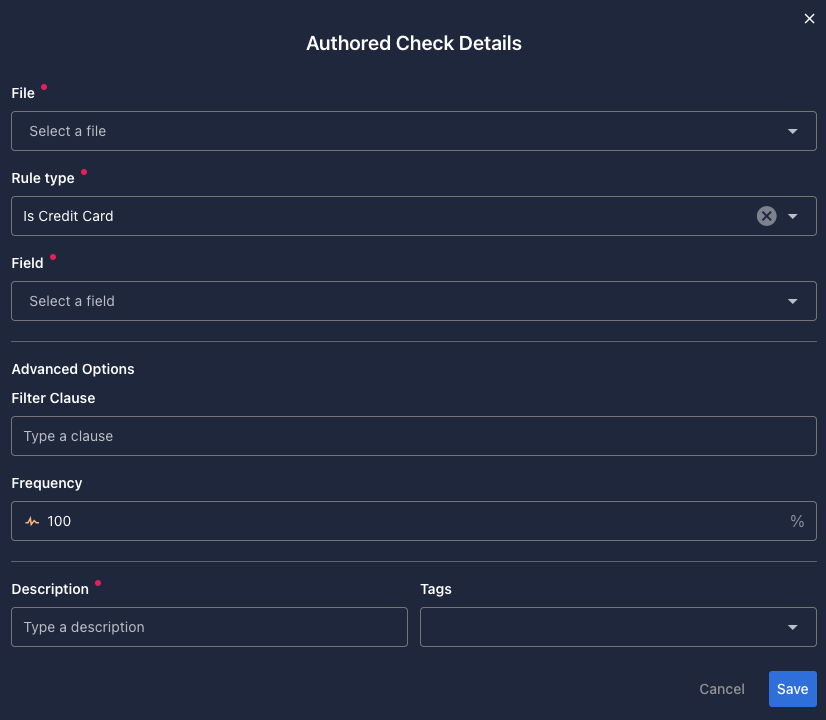 Authored Check Details
File
Select a file
Rule type
Is Credit Card
Field
Select a field
Advanced Options
Filter Clause
Type a clause
Frequency
100 %
Description Tags
Type a description
Cancel Save